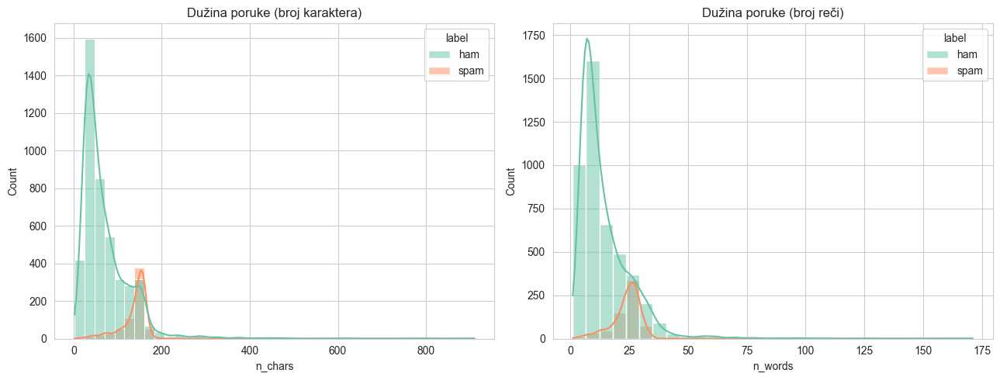 Dužina poruke (broj karaktera)
1600
1400
1200
1000
800
600
400
200
0
Count
0
200
400
600
800
n_chars
label
ham
spam
Dužina poruke (broj reči)
1750
1500
1250
1000
750
500
250
0
Count
0
25
50
75
100
125
150
175
n_words
label
ham
spam